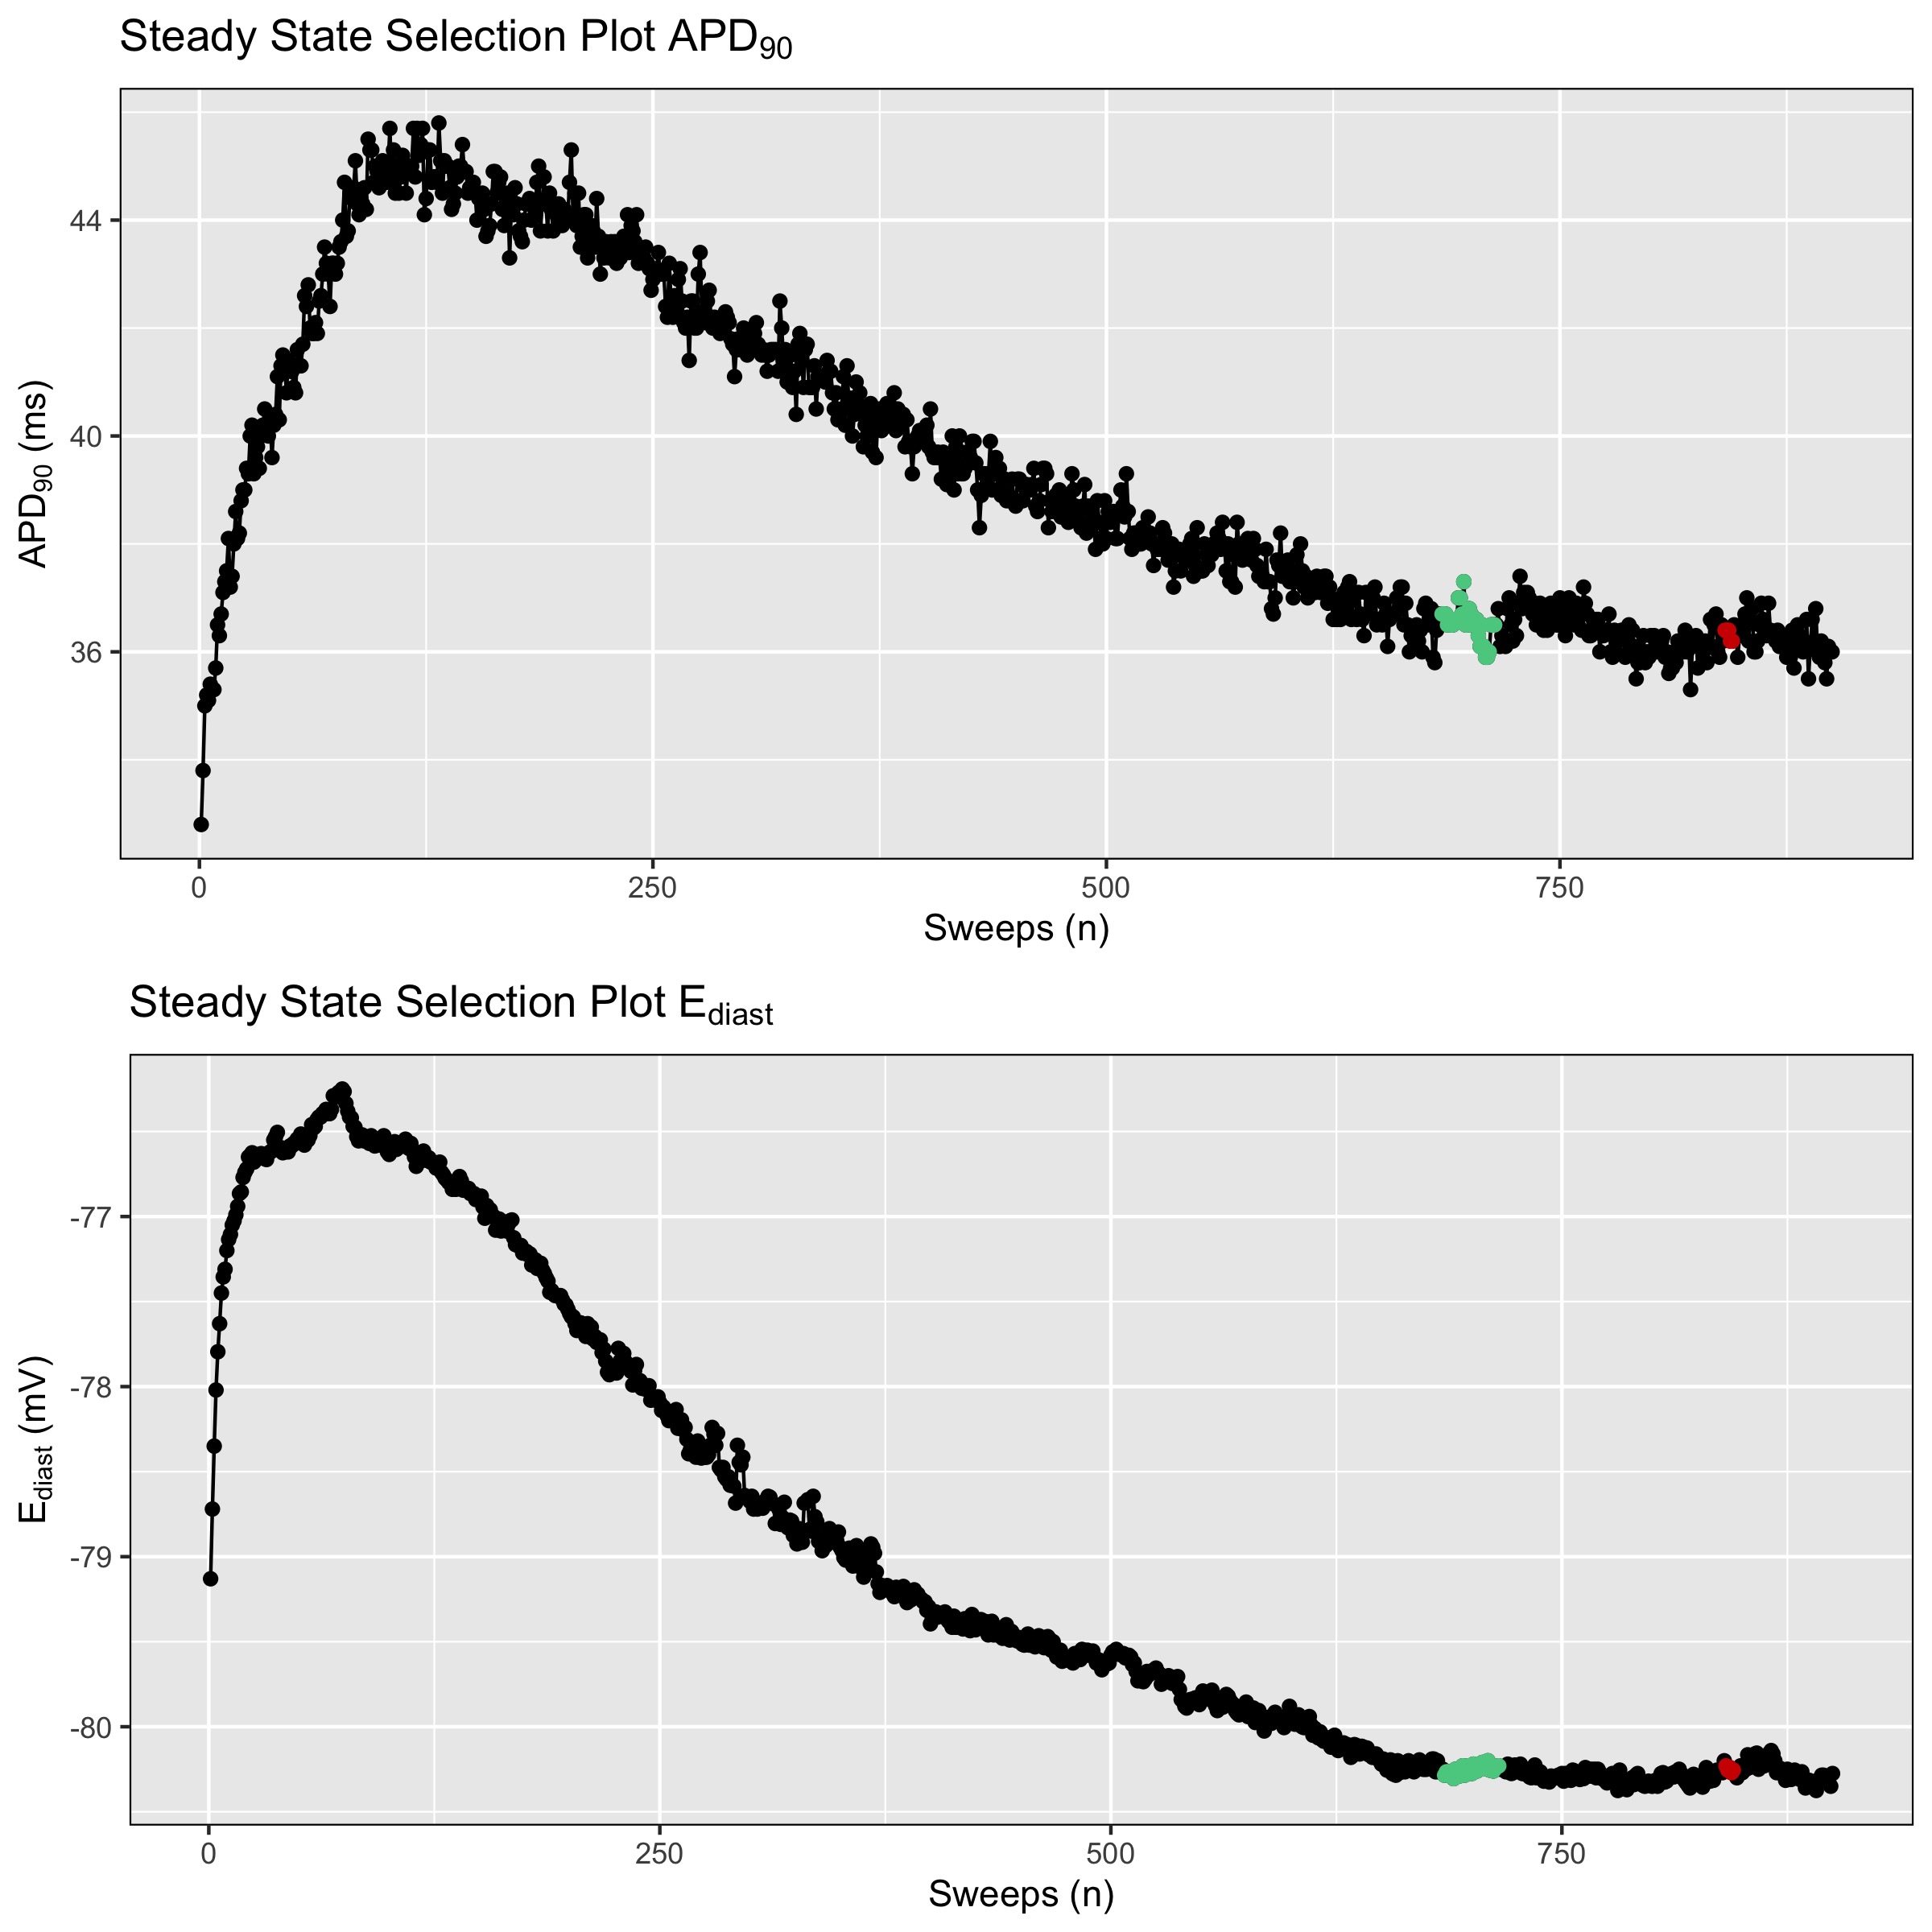 Steady State Selection Plot APD90
44
40
36
APD90 (ms)
0 250 500 750
Sweeps (n)
Steady State Selection Plot Ediast
-77
-78
-79
-80
Ediast (mV)
0 250 500 750
Sweeps (n)